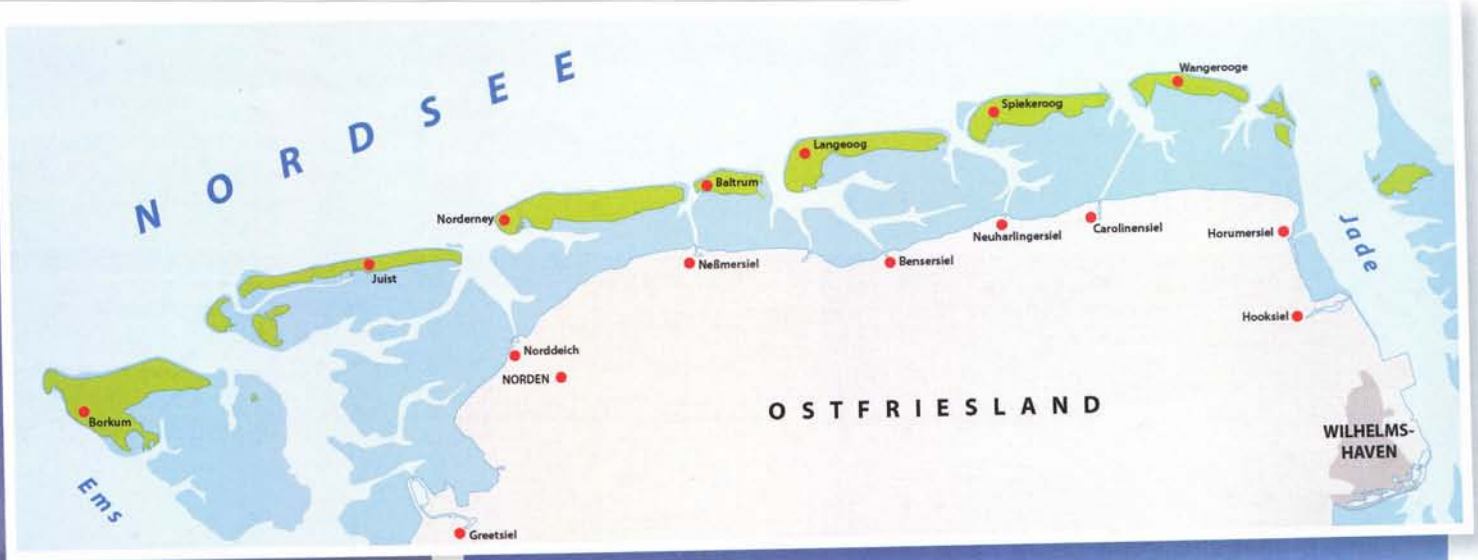 NORDSEE
Wangerooge
Spiekeroog
Langeoog
Baltrum
Norderney
Juist
Borkum
Ems
Jade
Neßmersiel
Bensersiel
Neuharlingersiel
Carolinensiel
Horumersiel
Hooksiel
Norddeich
NORDEN
OSTFRIESLAND
WILHELMS-
HAVEN
Greetsiel